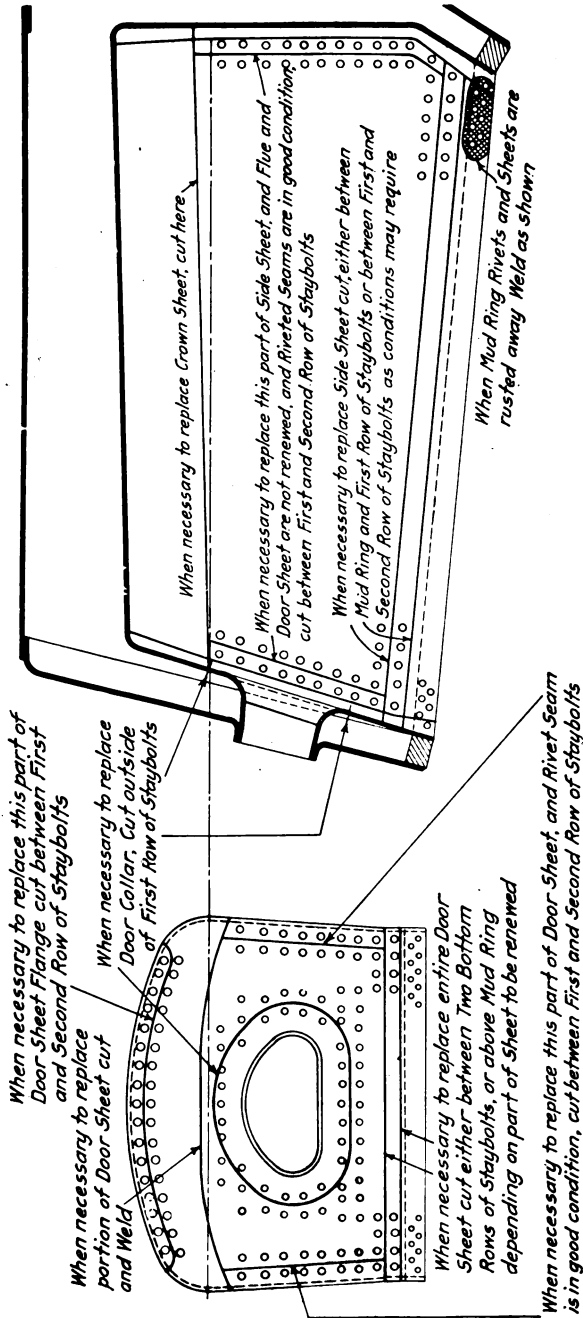 When necessary to replace this part of
Door Sheet Flange cut between First
and Second Row of Staybolts
When necessary to replace
portion of Door Sheet cut
and Weld
When necessary to replace
Door Collar, Cut outside
of First Row of Staybolts
When necessary to replace entire Door
Sheet cut either between Two Bottom
Rows of Staybolts, or above Mud Ring
depending on part of Sheet to be renewed
When necessary to replace this part of Door Sheet, and Rivet Seam
is in good condition, cut between First and Second Row of Staybolts
When necessary to replace Crown Sheet, cut here
When necessary to replace this part of Side Sheet, and Flue and
Door Sheet are not renewed, and Riveted Seams are in good condition,
cut between First and Second Row of Staybolts
When necessary to replace Side Sheet cut, either between
Mud Ring and First Row of Staybolts or between First and
Second Row of Staybolts as conditions may require
When Mud Ring Rivets and Sheets are
rusted away Weld as shown